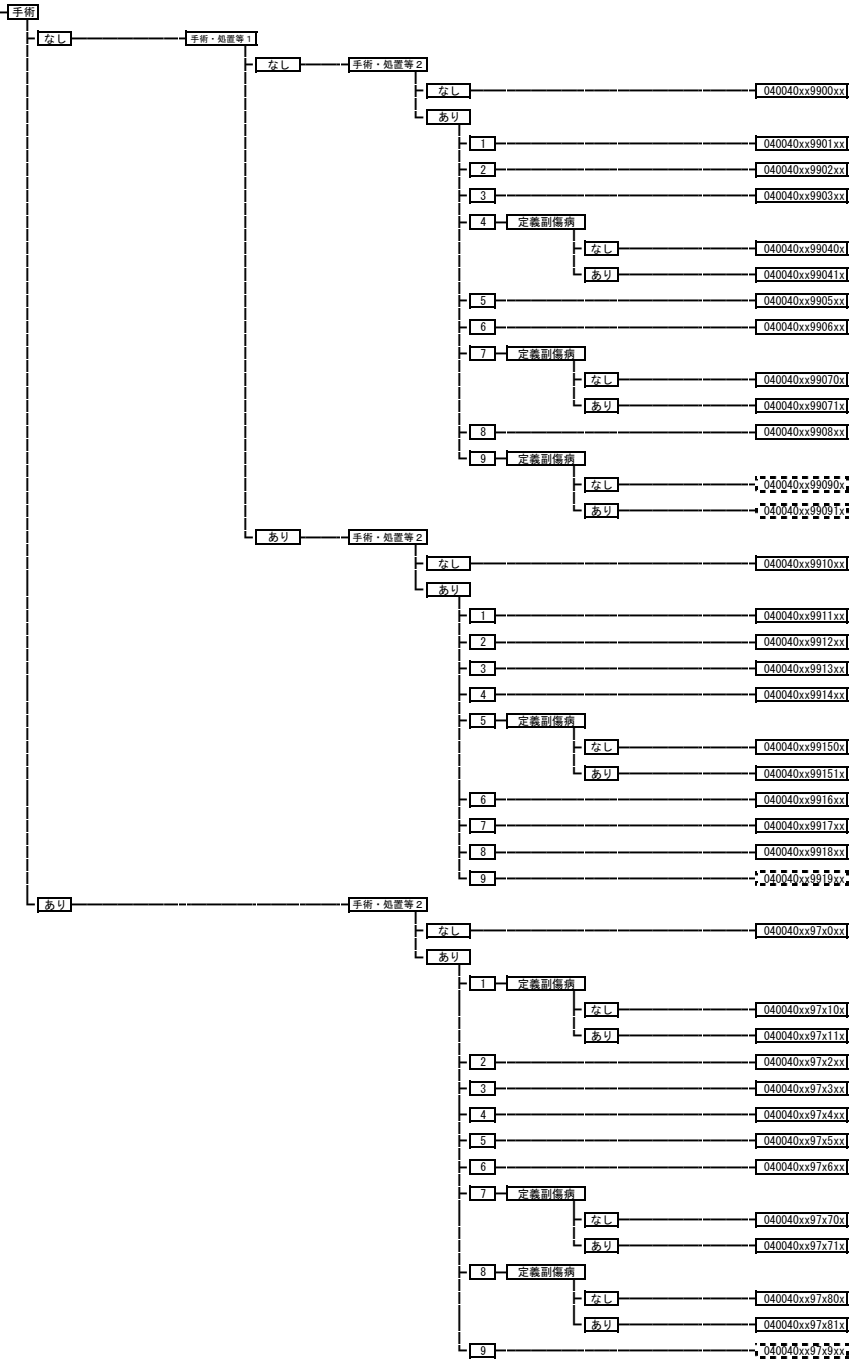 手術
なし 手術・処置等1
なし 手術・処置等2
なし 040040xx9900xx
あり
1 040040xx9901xx
2 040040xx9902xx
3 040040xx9903xx
4 定義副傷病
なし 040040xx99040x
あり 040040xx99041x
5 040040xx9905xx
6 040040xx9906xx
7 定義副傷病
なし 040040xx99070x
あり 040040xx99071x
8 040040xx9908xx
9 定義副傷病
なし 040040xx99090x
あり 040040xx99091x
あり 手術・処置等2
なし 040040xx9910xx
あり
1 040040xx9911xx
2 040040xx9912xx
3 040040xx9913xx
4 040040xx9914xx
5 定義副傷病
なし 040040xx99150x
あり 040040xx99151x
6 040040xx9916xx
7 040040xx9917xx
8 040040xx9918xx
9 040040xx9919xx
あり 手術・処置等2
なし 040040xx97x0xx
あり
1 定義副傷病
なし 040040xx97x10x
あり 040040xx97x11x
2 040040xx97x2xx
3 040040xx97x3xx
4 040040xx97x4xx
5 040040xx97x5xx
6 040040xx97x6xx
7 定義副傷病
なし 040040xx97x70x
あり 040040xx97x71x
8 定義副傷病
なし 040040xx97x80x
あり 040040xx97x81x
9 040040xx97x9xx